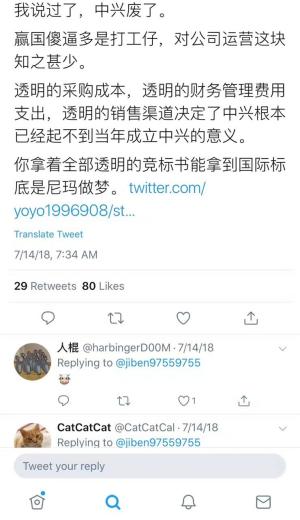 我说过了，中兴废了。
赢国傻逼多是打工仔，对公司运营这块
知之甚少。
透明的采购成本，透明的财务管理费用
支出，透明的销售渠道决定了中兴根本
已经起不到当年成立中兴的意义。
你拿着全部透明的竞标书能拿到国际标
底是尼玛做梦。 twitter.com/
yoyo1996908/st...
Translate Tweet
7/14/18, 7:34 AM
29 Retweets 80 Likes
人棍 @harbingerD00M · 7/14/18
Replying to @jiben97559755
1
CatCatCat @CatCatCal · 7/14/18
Replying to @jiben97559755
Tweet your reply